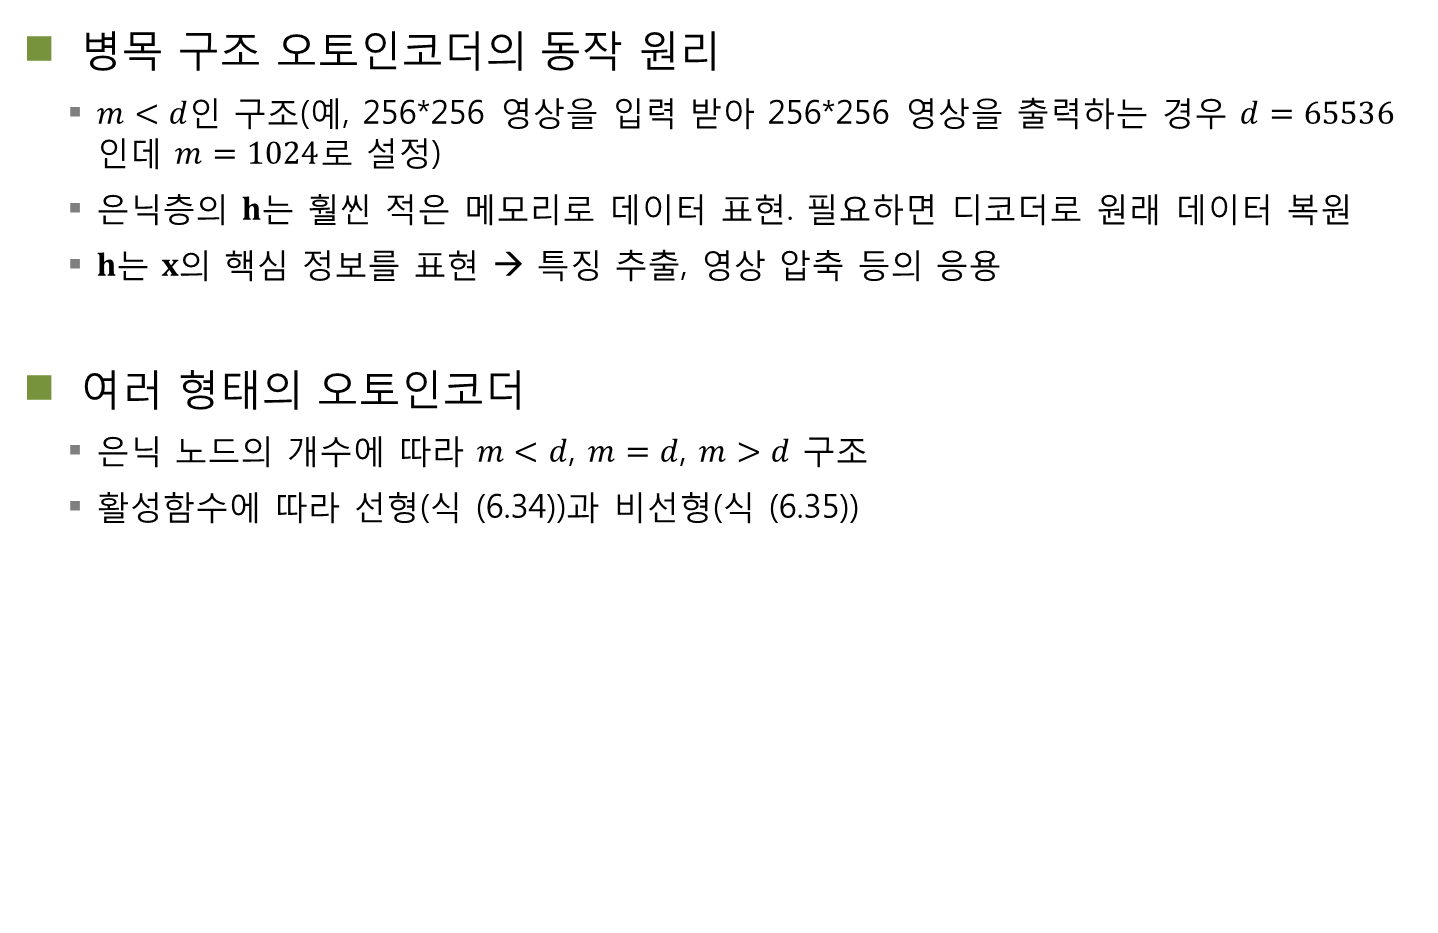 병목 구조 오토인코더의 동작 원리
m < d인 구조(예, 256*256 영상을 입력 받아 256*256 영상을 출력하는 경우 d = 65536
인데 m = 1024로 설정)
은닉층의 h는 훨씬 적은 메모리로 데이터 표현. 필요하면 디코더로 원래 데이터 복원
h는 x의 핵심 정보를 표현 → 특징 추출, 영상 압축 등의 응용
여러 형태의 오토인코더
은닉 노드의 개수에 따라 m < d, m = d, m > d 구조
활성함수에 따라 선형(식 (6.34))과 비선형(식 (6.35))